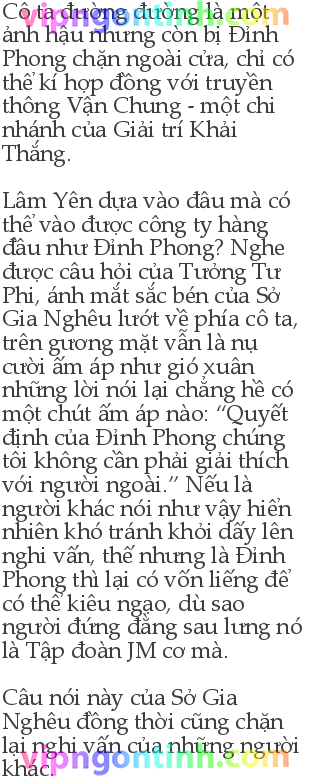 Cô ta đường đường là một
ảnh hậu nhưng còn bị Đỉnh
Phong chặn ngoài cửa, chỉ có
thể kí hợp đồng với truyền
thông Vận Chung - một chi
nhánh của Giải trí Khải
Thắng.
Lâm Yên dựa vào đâu mà có
thể vào được công ty hàng
đầu như Đỉnh Phong? Nghe
được câu hỏi của Tưởng Tư
Phi, ánh mắt sắc bén của Sở
Gia Nghêu lướt về phía cô ta,
trên gương mặt vẫn là nụ
cười ấm áp như gió xuân
những lời nói lại chẳng hề có
một chút ấm áp nào: “Quyết
định của Đỉnh Phong chúng
tôi không cần phải giải thích
với người ngoài.” Nếu là
người khác nói như vậy hiển
nhiên khó tránh khỏi dấy lên
nghi vấn, thế nhưng là Đỉnh
Phong thì lại có vốn liếng để
có thể kiêu ngạo, dù sao
người đứng đằng sau lưng nó
là Tập đoàn JM cơ mà.
Câu nói này của Sở Gia
Nghêu đồng thời cũng chặn
lại nghi vấn của những người
khác.
vipngontinh.com
vipngontinh.com